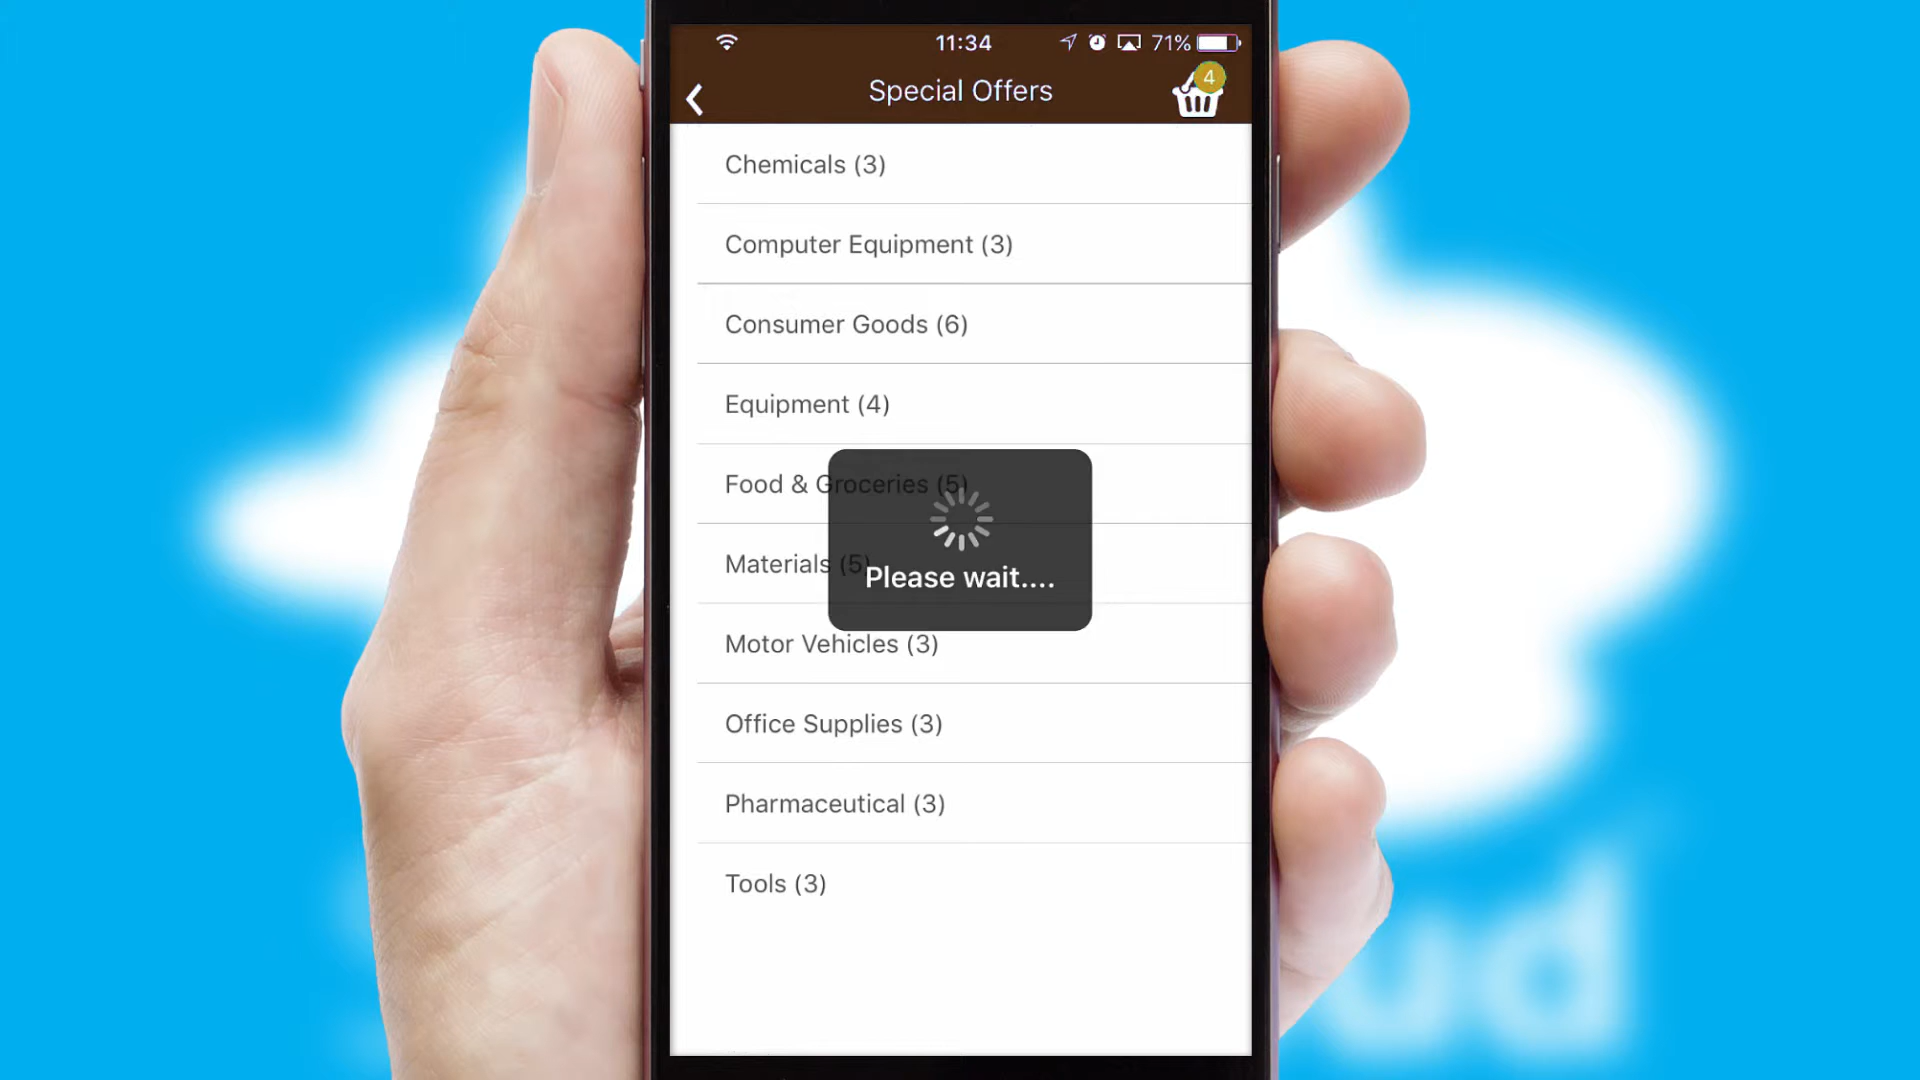 11:34
71%
Special Offers
4
Chemicals (3)
Computer Equipment (3)
Consumer Goods (6)
Equipment (4)
Food & Groceries (5)
Materials (5)
Please wait....
Motor Vehicles (3)
Office Supplies (3)
Pharmaceutical (3)
Tools (3)
ud